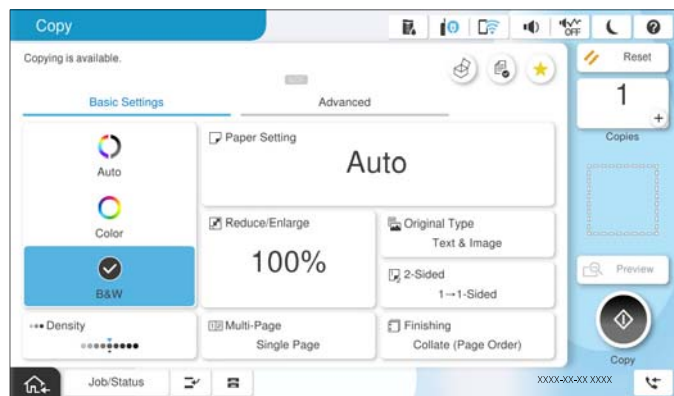 Copy
OFF
Copying is available.
Reset
Basic Settings
Advanced
1
Copies
Auto
Color
B&W
Density
Paper Setting
Auto
Reduce/Enlarge
100%
Original Type
Text & Image
2-Sided
1→1-Sided
Multi-Page
Single Page
Finishing
Collate (Page Order)
Preview
Copy
Job/Status
XXXX-XX-XX XXXX